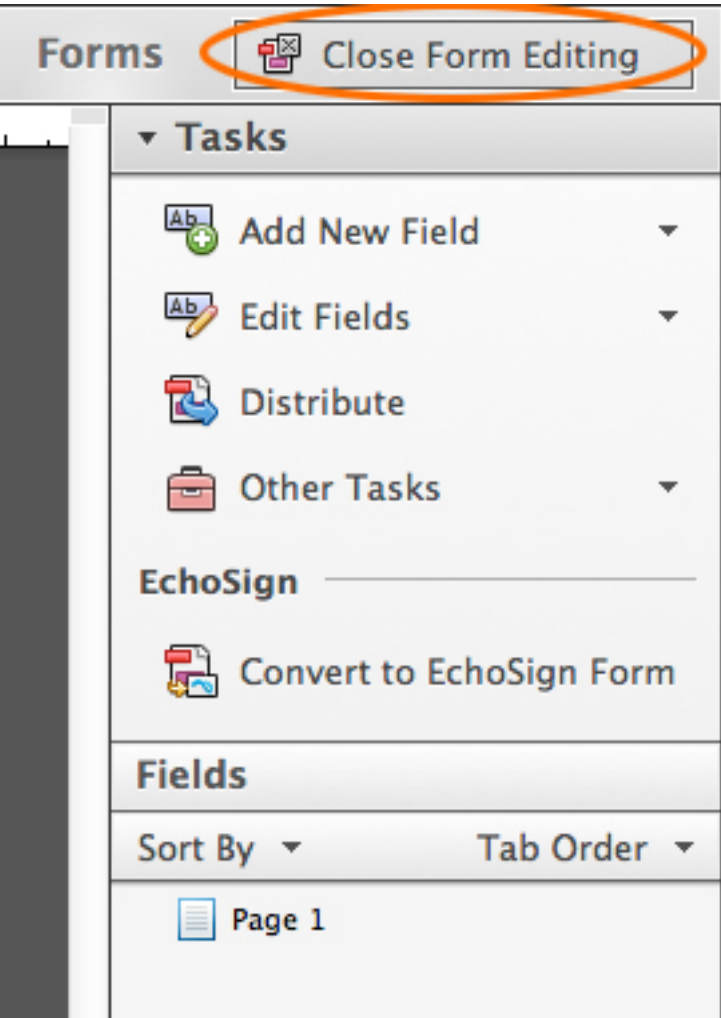 Forms Close Form Editing
Tasks
Add New Field
Edit Fields
Distribute
Other Tasks
EchoSign
Convert to EchoSign Form
Fields
Sort By Tab Order
Page 1